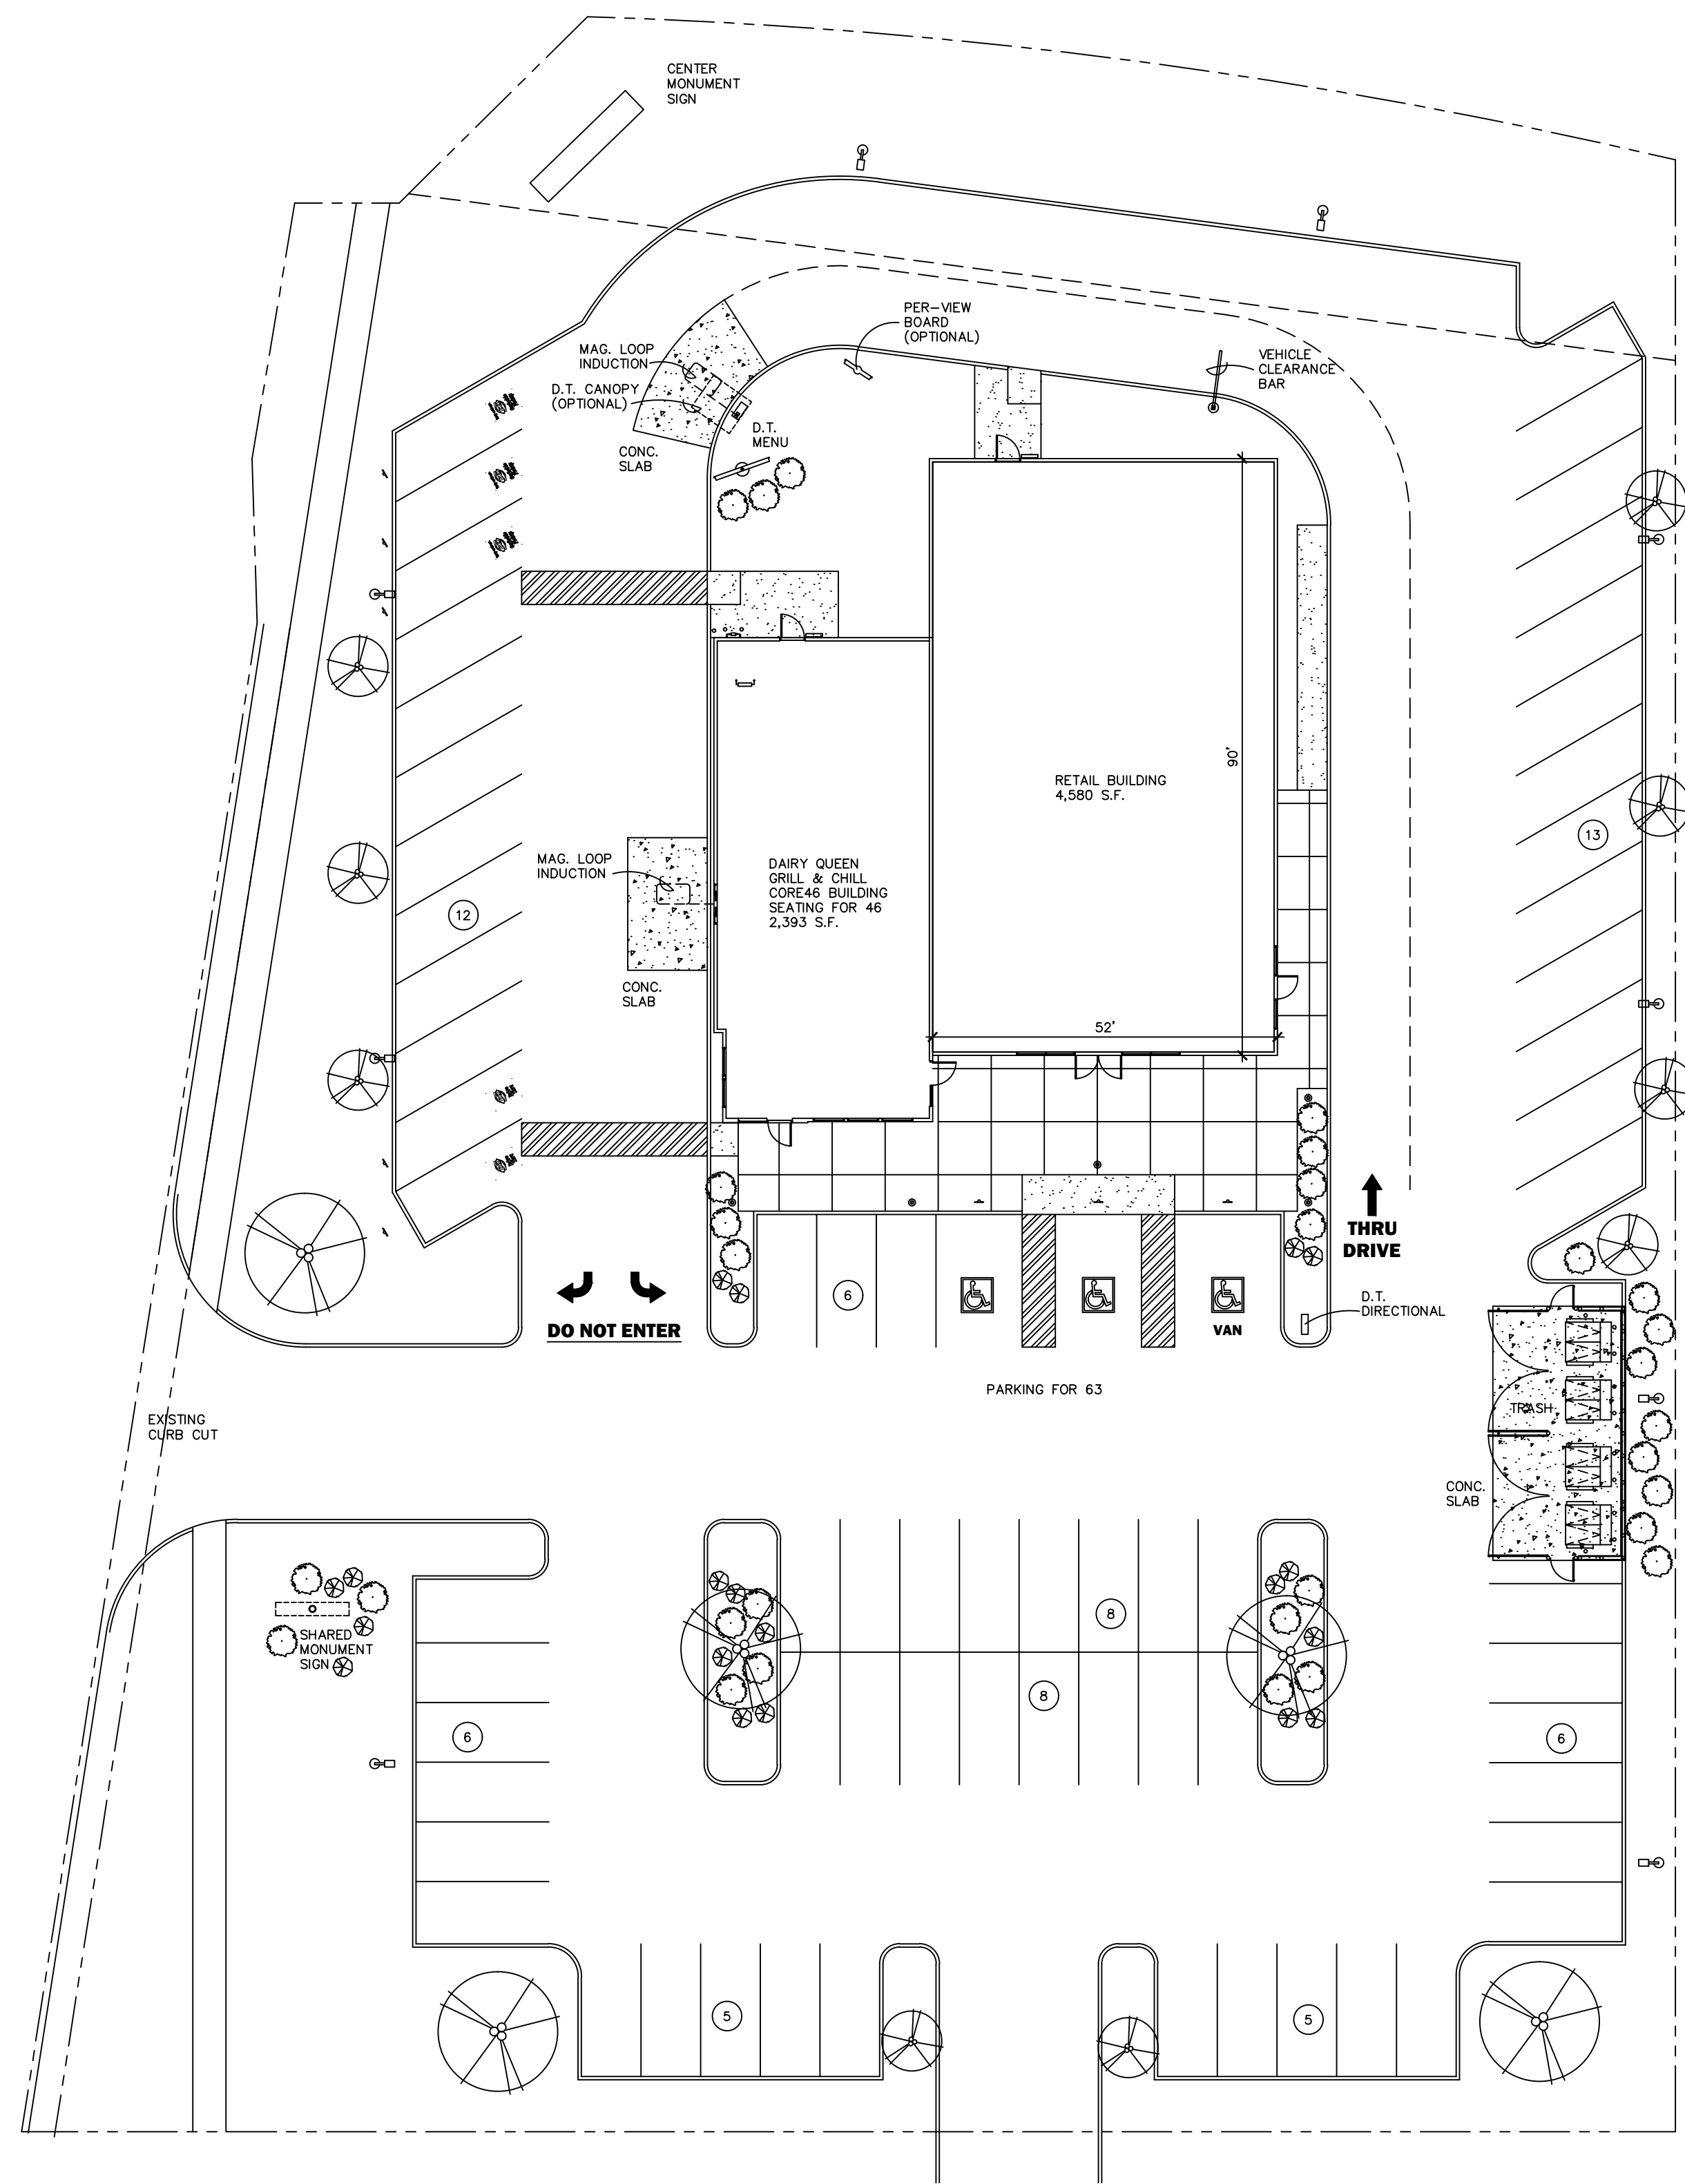 CENTER
MONUMENT
SIGN
PER-VIEW
BOARD
(OPTIONAL)
MAG. LOOP
INDUCTION
D.T. CANOPY
(OPTIONAL)
VEHICLE
CLEARANCE
BAR
D.T.
MENU
CONC.
SLAB
90'
RETAIL BUILDING
4,580 S.F.
13
MAG. LOOP
INDUCTION
DAIRY QUEEN
GRILL & CHILL
CORE46 BUILDING
SEATING FOR 46
2,393 S.F.
12
CONC.
SLAB
52'
THRU
DRIVE
6
D.T.
DIRECTIONAL
DO NOT ENTER
VAN
PARKING FOR 63
TRASH
EXISTING
CURB CUT
CONC.
SLAB
8
SHARED
MONUMENT
SIGN
8
6
6
5
5